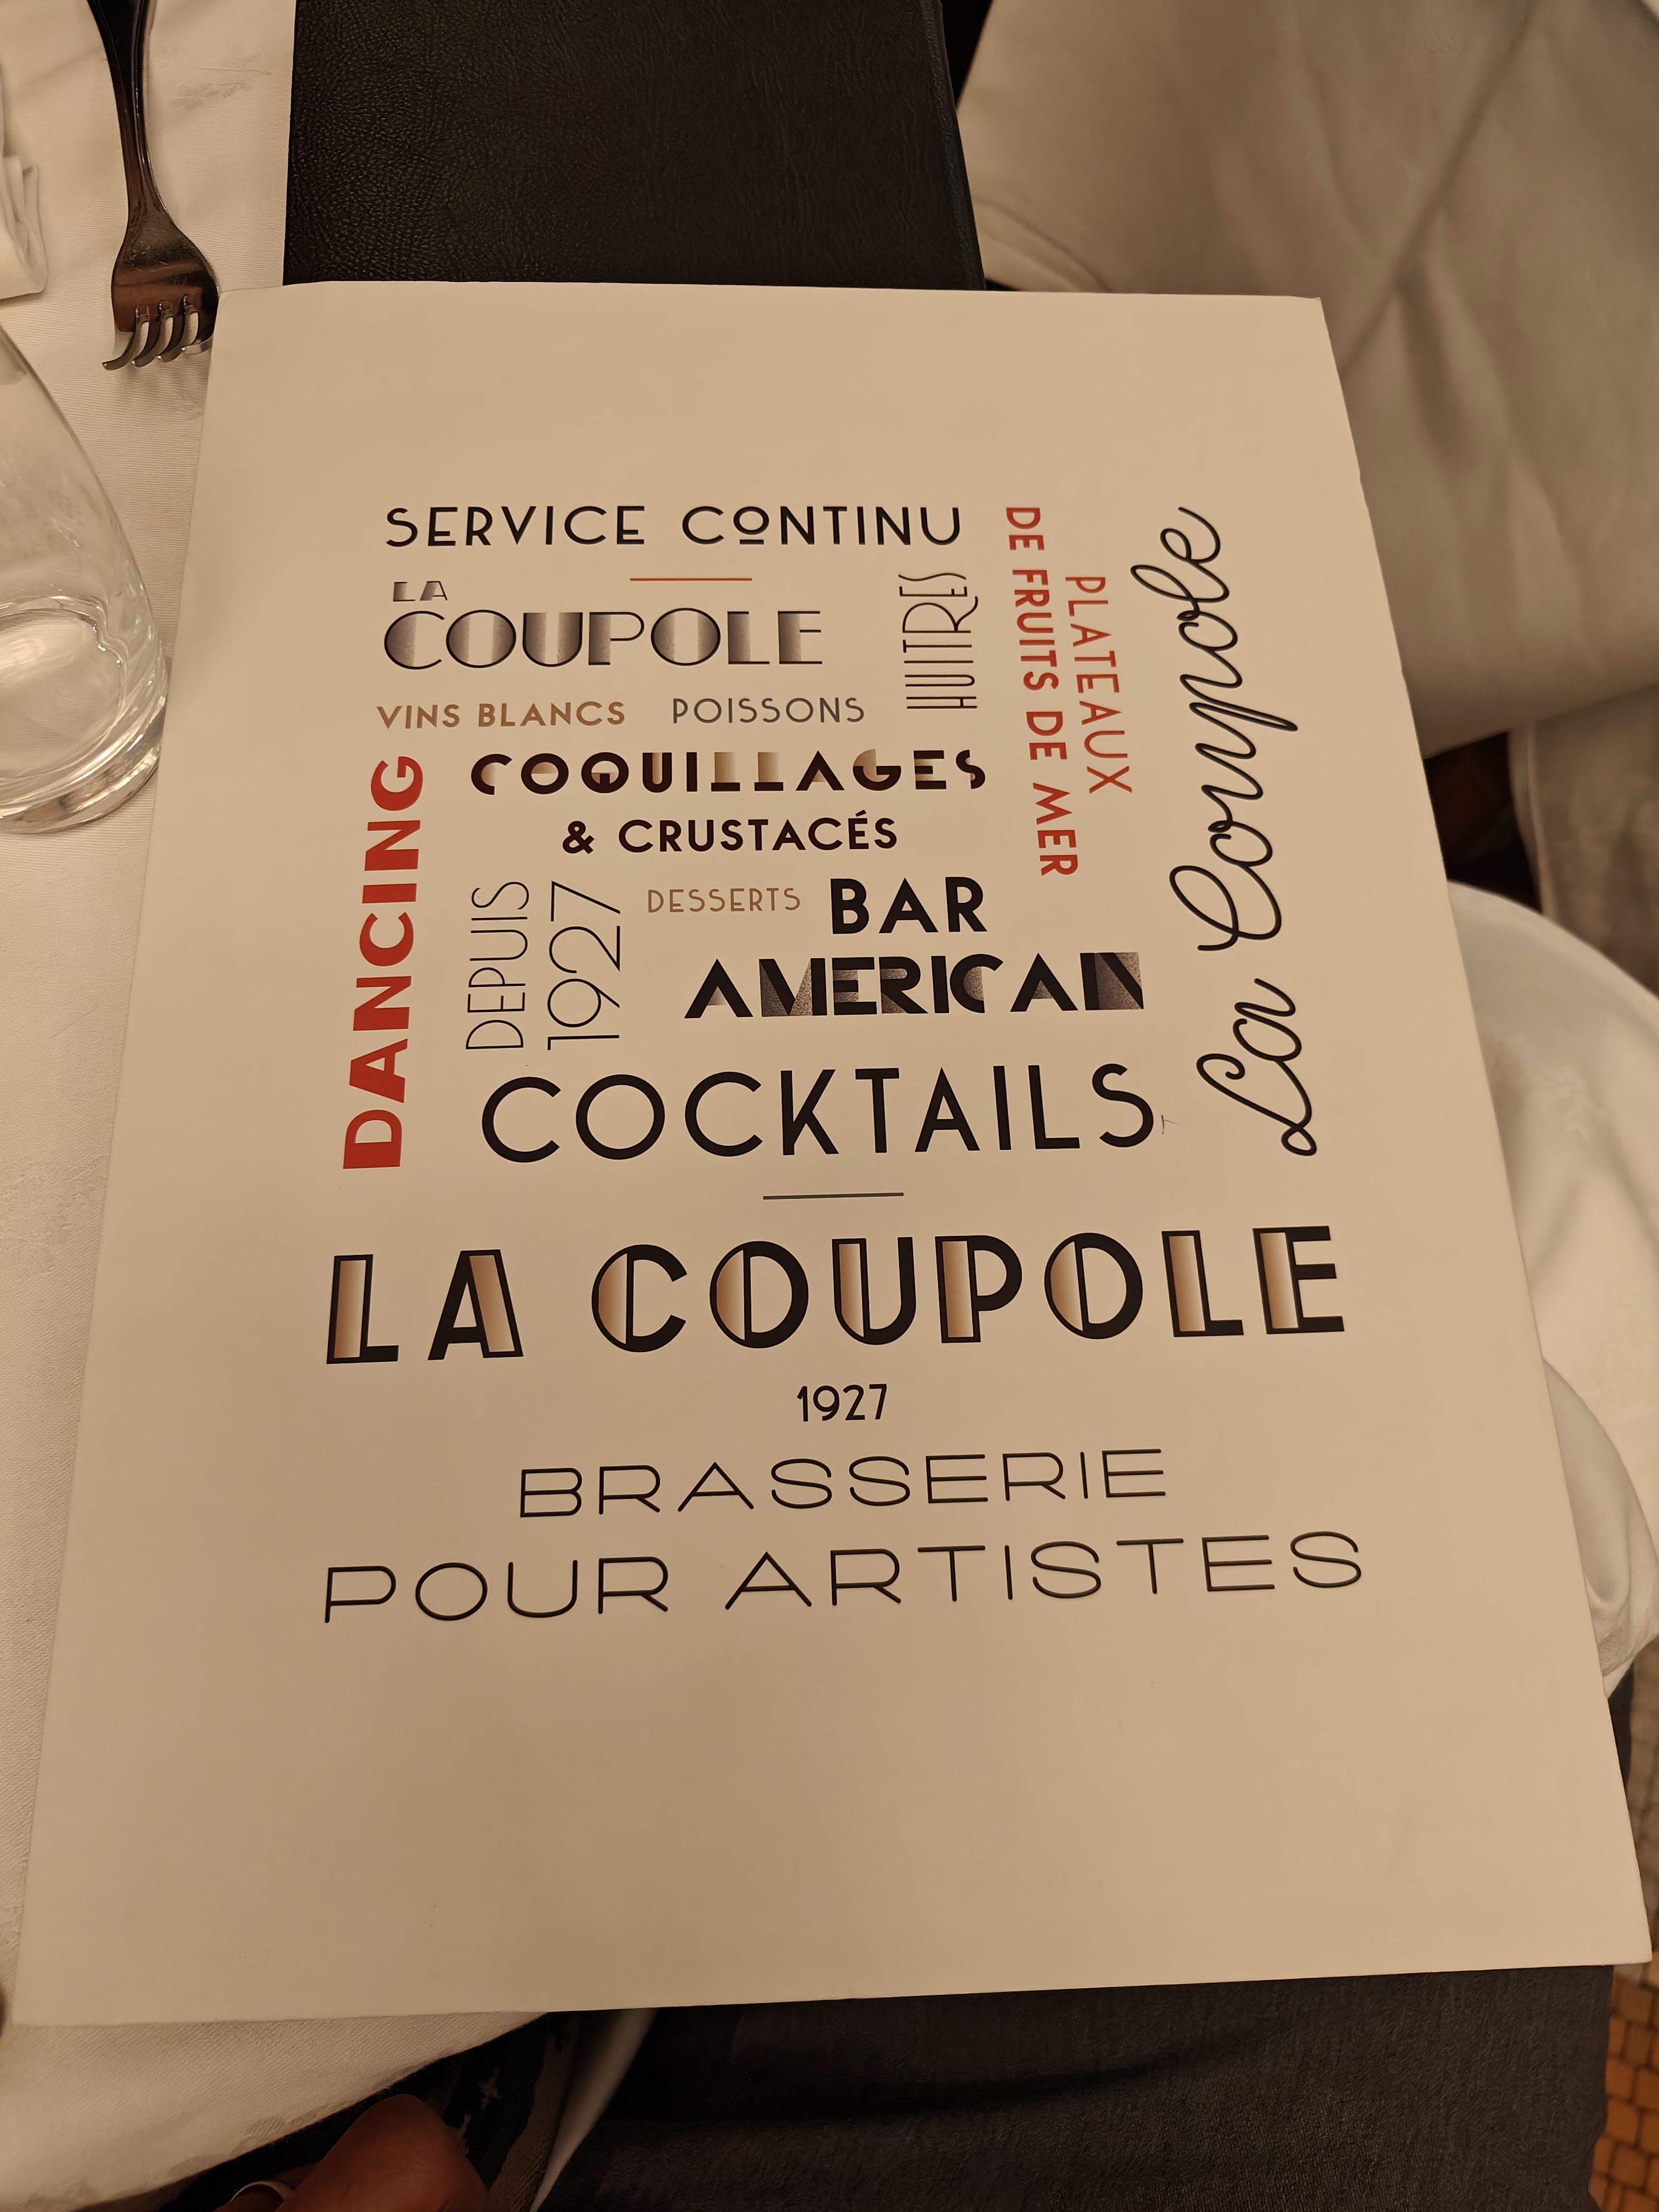 SERVICE CONTINU
LA
COUPOLE
HUITRES
PLATEAUX
DE FRUITS DE MER
La Coupole
VINS BLANCS
POISSONS
COQUILLAGES
& CRUSTACÉS
DANCING
DEPUIS
1927
DESSERTS
BAR
AMERICAN
COCKTAILS
LA COUPOLE
1927
BRASSERIE
POUR ARTISTES